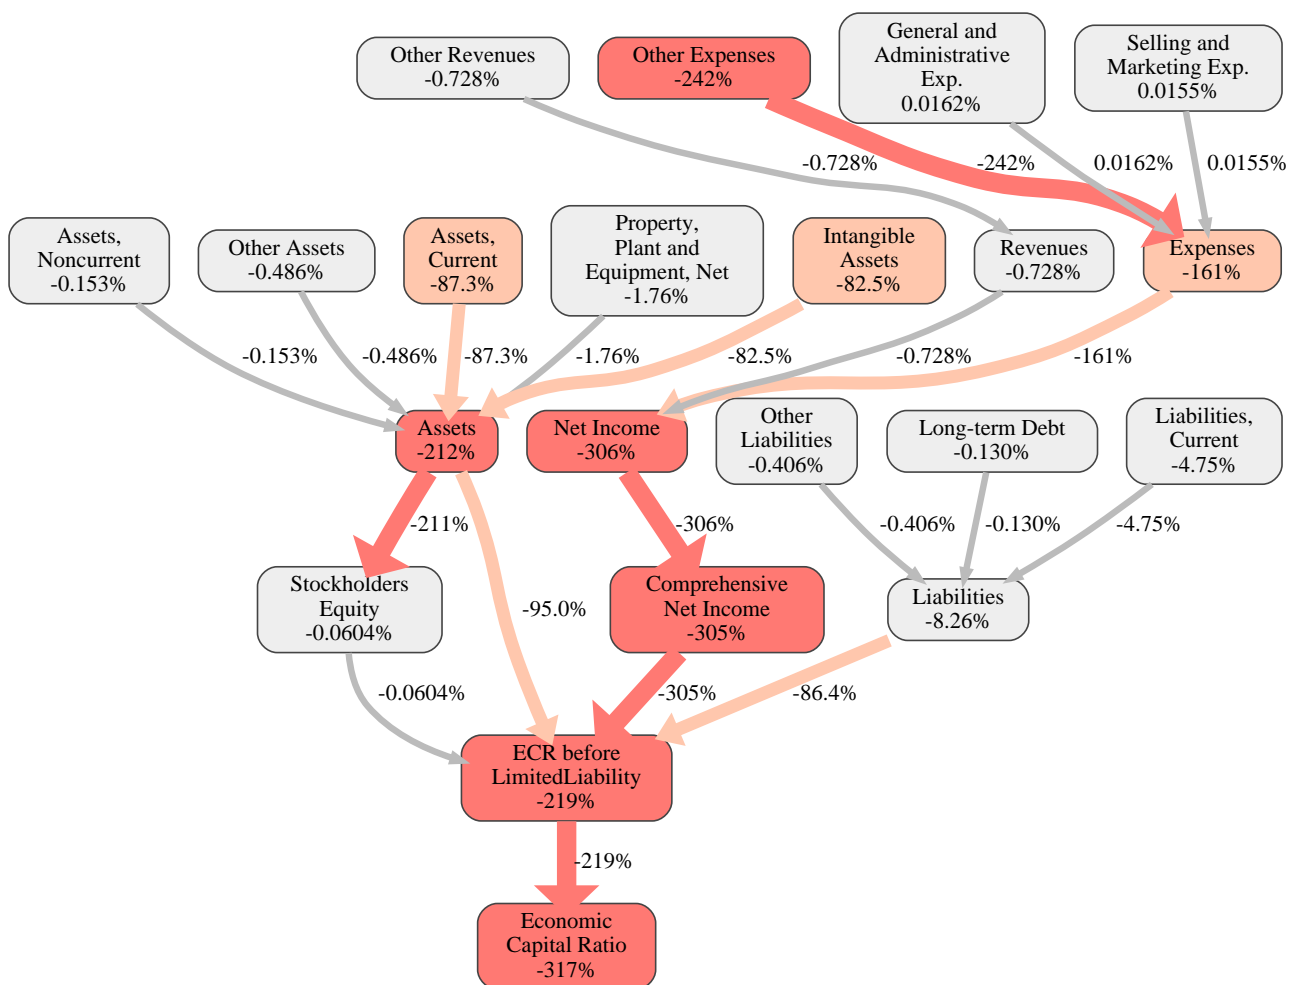 Other Revenues
-0.728%
Other Expenses
-242%
General and
Administrative
Exp.
0.0162%
Selling and
Marketing Exp.
0.0155%
-0.728%
-242%
0.0162%
0.0155%
Assets,
Noncurrent
-0.153%
Other Assets
-0.486%
Assets,
Current
-87.3%
Property,
Plant and
Equipment, Net
-1.76%
Intangible
Assets
-82.5%
Revenues
-0.728%
Expenses
-161%
-0.153%
-0.486%
-87.3%
-1.76%
-82.5%
-0.728%
-161%
Assets
-212%
Net Income
-306%
Other
Liabilities
-0.406%
Long-term Debt
-0.130%
Liabilities,
Current
-4.75%
-211%
-306%
-0.406%
-0.130%
-4.75%
Stockholders
Equity
-0.0604%
-95.0%
Comprehensive
Net Income
-305%
Liabilities
-8.26%
-0.0604%
-305%
-86.4%
ECR before
LimitedLiability
-219%
-219%
Economic
Capital Ratio
-317%